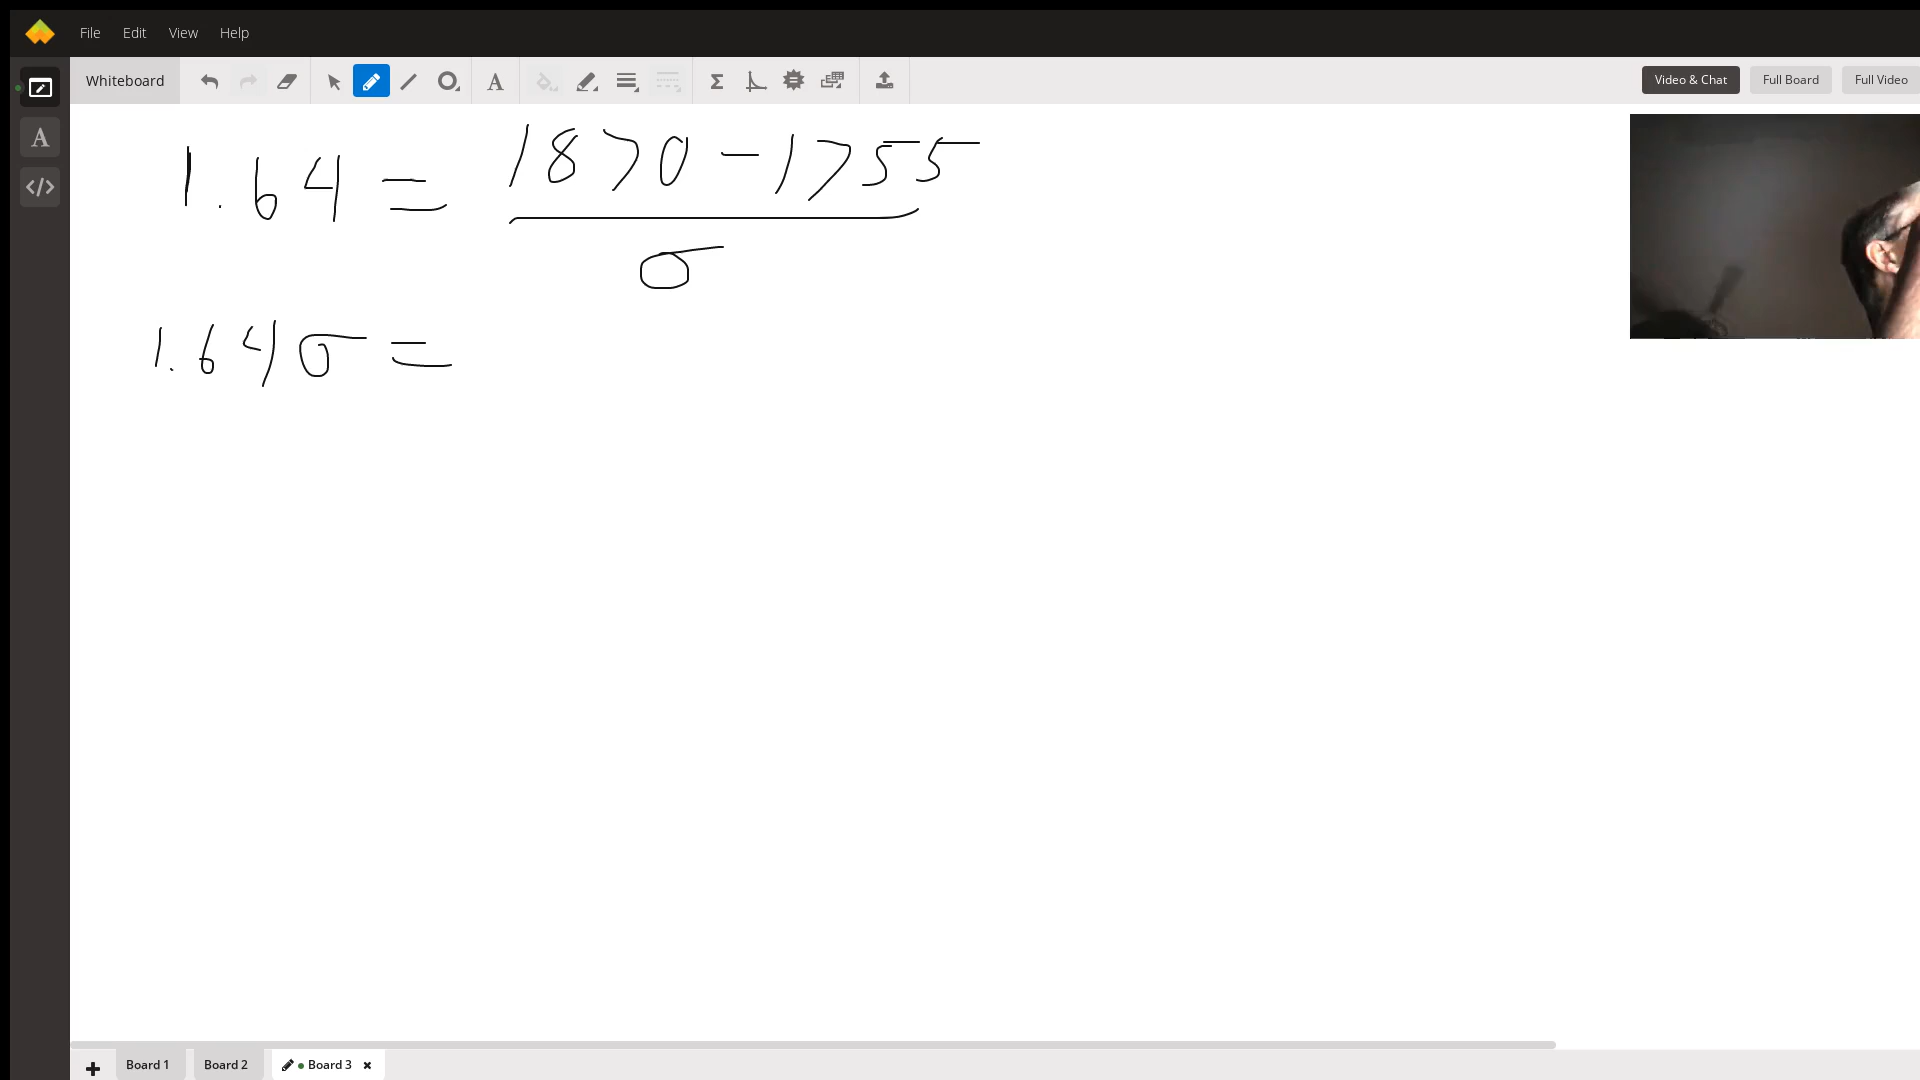 File Edit View Help
Whiteboard A Σ Video & Chat Full Board Full Video
A
</>
1.64 = 1870 - 1755
σ
1.64σ =
+ Board 1 Board 2 Board 3 ×